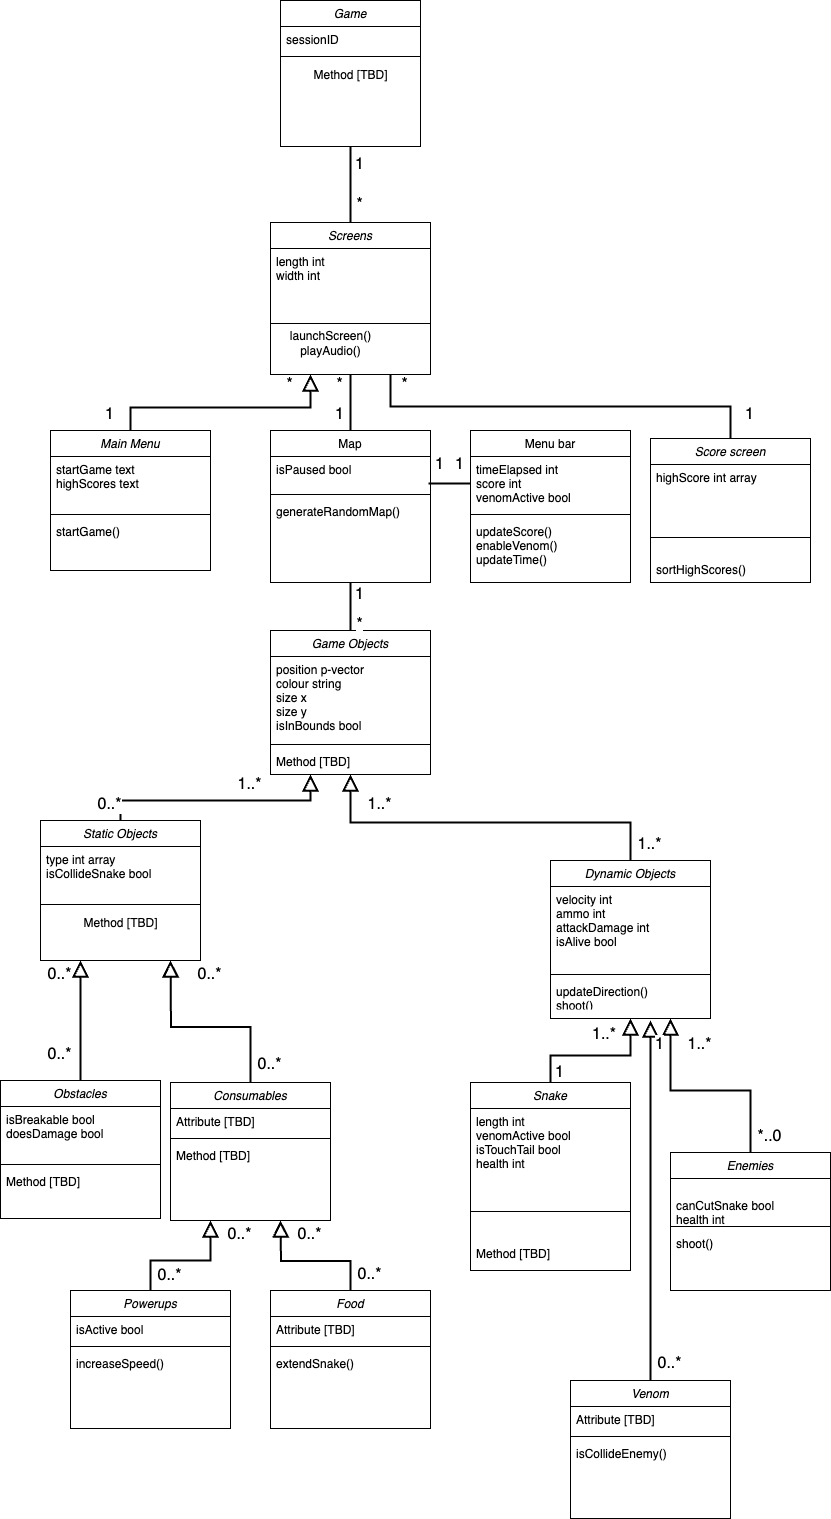 Game
sessionID
Method [TBD]
1
*
Screens
length int
width int
launchScreen()
playAudio()
* * *
1 1 1
Main Menu
startGame text
highScores text
startGame()
Map
isPaused bool
generateRandomMap()
1 1
Menu bar
timeElapsed int
score int
venomActive bool
updateScore()
enableVenom()
updateTime()
Score screen
highScore int array
sortHighScores()
1
*
Game Objects
position p-vector
colour string
size x
size y
isInBounds bool
Method [TBD]
1..* 1..*
0..* 1..*
Static Objects
type int array
isCollideSnake bool
Method [TBD]
Dynamic Objects
velocity int
ammo int
attackDamage int
isAlive bool
updateDirection()
shoot()
0..* 0..*
0..* 0..*
Obstacles
isBreakable bool
doesDamage bool
Method [TBD]
Consumables
Attribute [TBD]
Method [TBD]
1..* 1 1..*
1 *..0
Snake
length int
venomActive bool
isTouchTail bool
health int
Method [TBD]
Enemies
canCutSnake bool
health int
shoot()
0..* 0..*
0..* 0..*
Powerups
isActive bool
increaseSpeed()
Food
Attribute [TBD]
extendSnake()
0..*
Venom
Attribute [TBD]
isCollideEnemy()